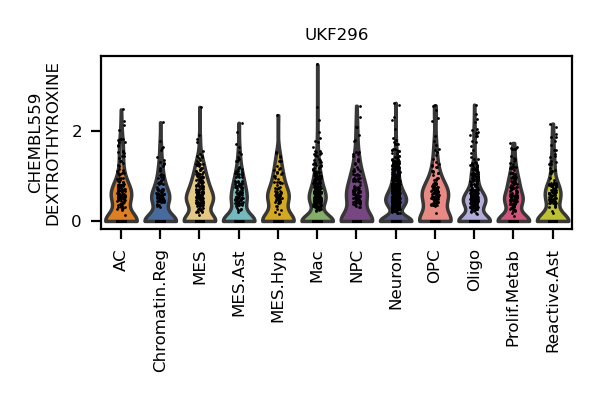 UKF296
CHEMBL559
DEXTROTHYROXINE
2
0
AC
Chromatin.Reg
MES
MES.Ast
MES.Hyp
Mac
NPC
Neuron
OPC
Oligo
Prolif.Metab
Reactive.Ast